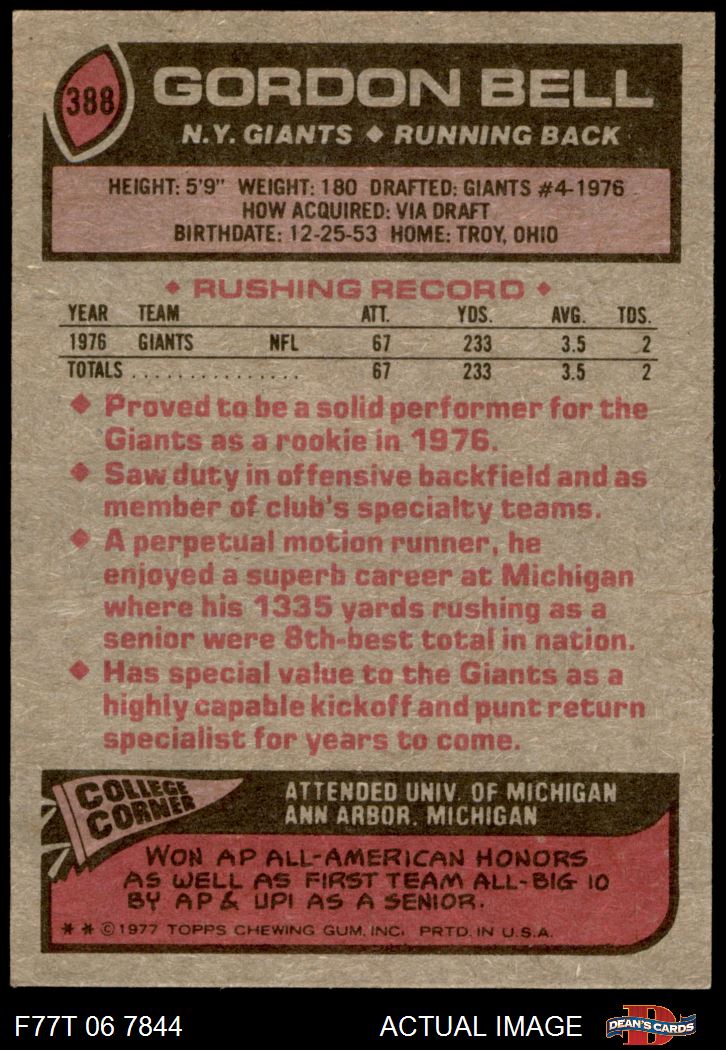 388
GORDON BELL
N.Y. GIANTS ◆ RUNNING BACK
HEIGHT: 5'9" WEIGHT: 180 DRAFTED: GIANTS #4-1976
HOW ACQUIRED: VIA DRAFT
BIRTHDATE: 12-25-53 HOME: TROY, OHIO
◆ RUSHING RECORD ◆
YEAR TEAM ATT. YDS. AVG. TDS.
1976 GIANTS NFL 67 233 3.5 2
TOTALS ................ 67 233 3.5 2
◆ Proved to be a solid performer for the
Giants as a rookie in 1976.
◆ Saw duty in offensive backfield and as
member of club's specialty teams.
◆ A perpetual motion runner, he
enjoyed a superb career at Michigan
where his 1335 yards rushing as a
senior were 8th-best total in nation.
◆ Has special value to the Giants as a
highly capable kickoff and punt return
specialist for years to come.
COLLEGE
CORNER
ATTENDED UNIV. OF MICHIGAN
ANN ARBOR, MICHIGAN
WON AP ALL-AMERICAN HONORS
AS WELL AS FIRST TEAM ALL-BIG 10
BY AP & UPI AS A SENIOR.
* * © 1977 TOPPS CHEWING GUM, INC. PRTD. IN U.S.A.
F77T 06 7844
ACTUAL IMAGE
D
DEAN'S CARDS